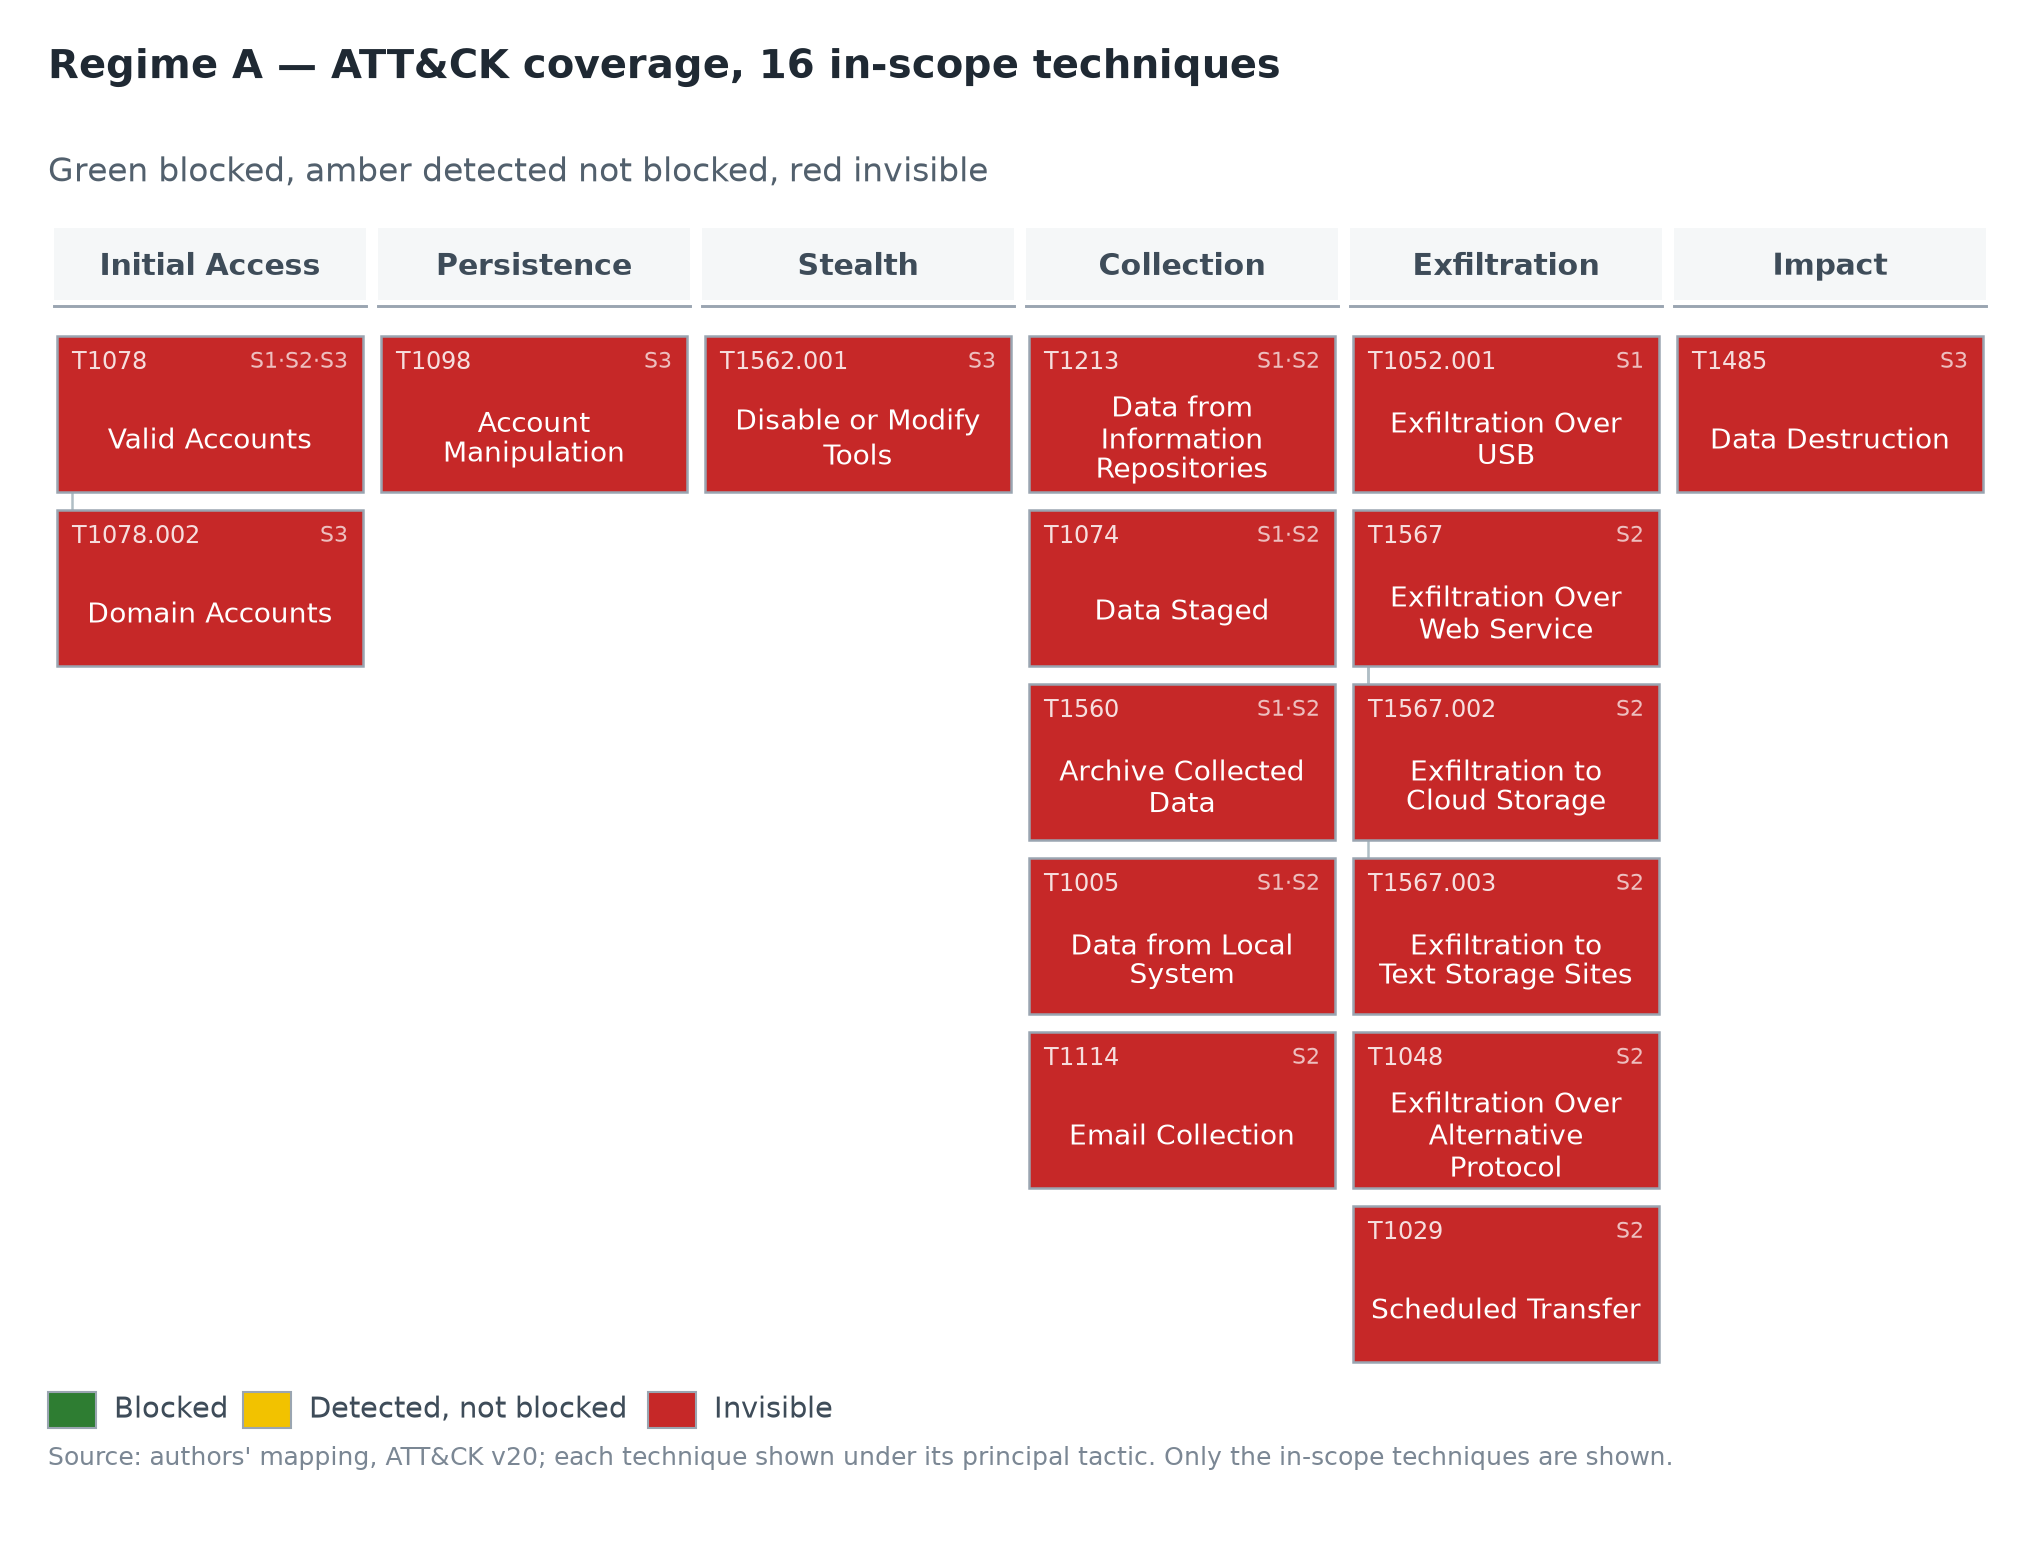 Regime A — ATT&CK coverage, 16 in-scope techniques
Green blocked, amber detected not blocked, red invisible
Initial Access
Persistence
Stealth
Collection
Exfiltration
Impact
T1078 S1·S2·S3
Valid Accounts
T1098 S3
Account
Manipulation
T1562.001 S3
Disable or Modify
Tools
T1213 S1·S2
Data from
Information
Repositories
T1052.001 S1
Exfiltration Over
USB
T1485 S3
Data Destruction
T1078.002 S3
Domain Accounts
T1074 S1·S2
Data Staged
T1567 S2
Exfiltration Over
Web Service
T1560 S1·S2
Archive Collected
Data
T1567.002 S2
Exfiltration to
Cloud Storage
T1005 S1·S2
Data from Local
System
T1567.003 S2
Exfiltration to
Text Storage Sites
T1114 S2
Email Collection
T1048 S2
Exfiltration Over
Alternative
Protocol
T1029 S2
Scheduled Transfer
Blocked
Detected, not blocked
Invisible
Source: authors' mapping, ATT&CK v20; each technique shown under its principal tactic. Only the in-scope techniques are shown.